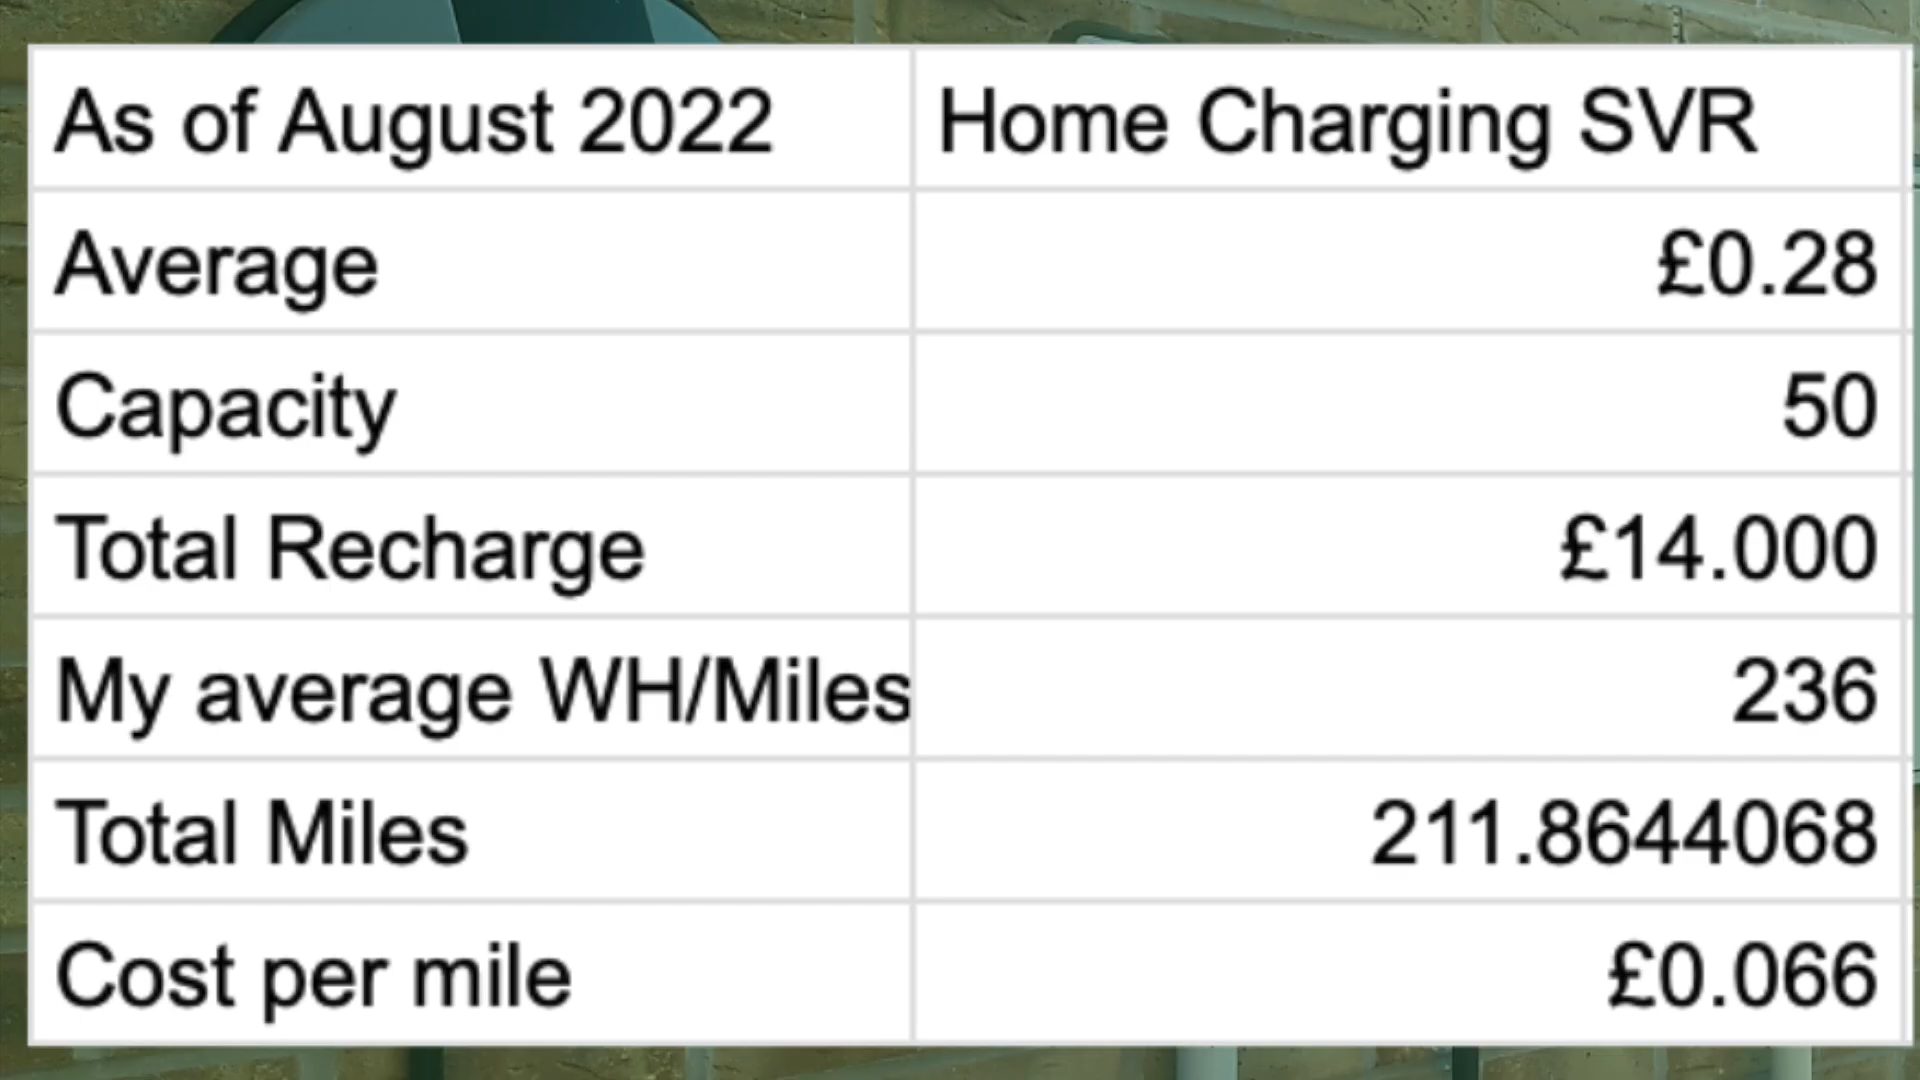 As of August 2022 Home Charging SVR
Average £0.28
Capacity 50
Total Recharge £14.000
My average WH/Miles 236
Total Miles 211.8644068
Cost per mile £0.066